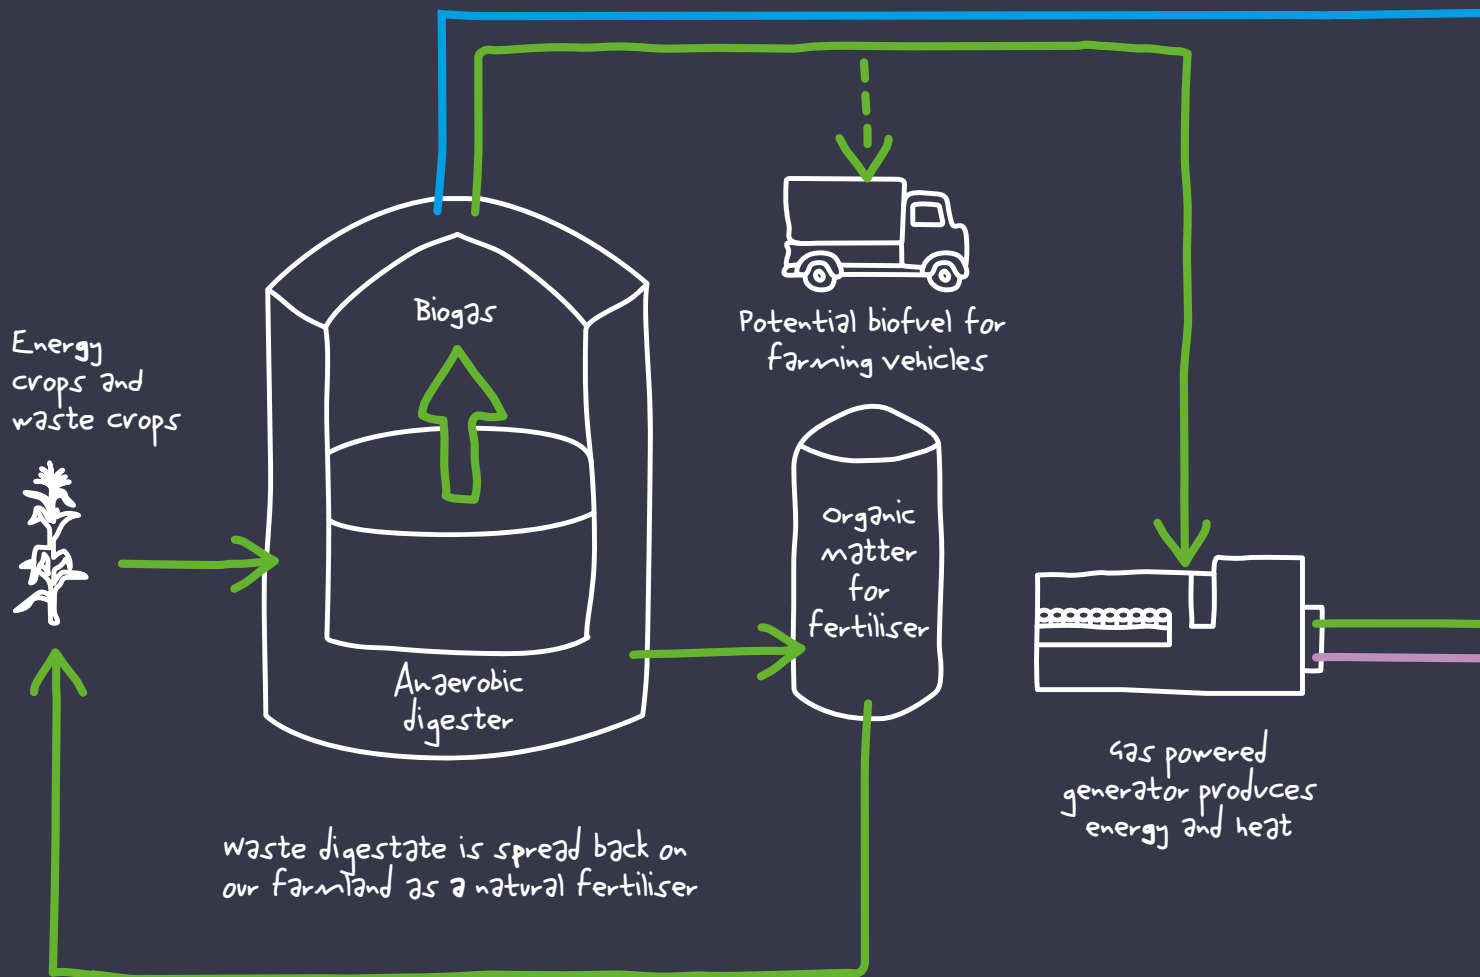 Energy
crops and
waste crops
Biogas
Anaerobic
digester
Potential biofuel for
farming vehicles
Organic
matter
for
fertiliser
Gas powered
generator produces
energy and heat
Waste digestate is spread back on
our farmland as a natural fertiliser